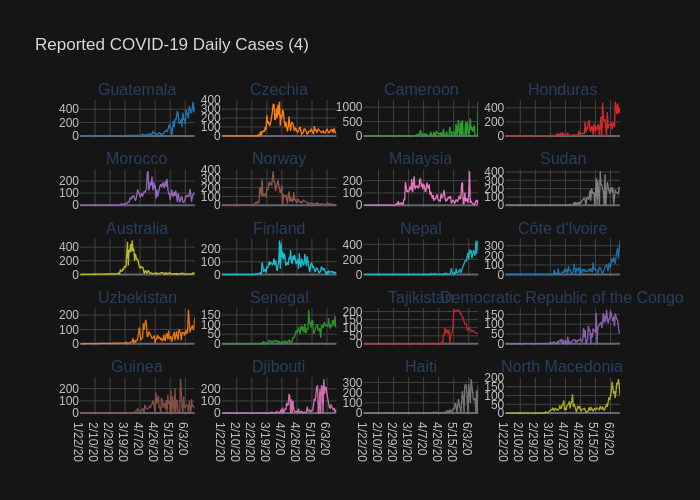 Reported COVID-19 Daily Cases (4)
Guatemala Czechia Cameroon Honduras
400 200 0
400 300 200 100 0
1000 500 0
400 200 0
Morocco Norway Malaysia Sudan
200 100 0
400 300 200 100 0
200 100 0
400 300 200 100 0
Australia Finland Nepal Côte d'Ivoire
400 200 0
200 100 0
400 200 0
300 200 100 0
Uzbekistan Senegal Tajikistan Democratic Republic of the Congo
200 100 0
150 100 50 0
200 150 100 50 0
150 100 50 0
Guinea Djibouti Haiti North Macedonia
200 100 0
200 100 0
300 200 100 0
200 150 100 50 0
1/22/20 2/10/20 2/29/20 3/19/20 4/7/20 4/26/20 5/15/20 6/3/20
1/22/20 2/10/20 2/29/20 3/19/20 4/7/20 4/26/20 5/15/20 6/3/20
1/22/20 2/10/20 2/29/20 3/19/20 4/7/20 4/26/20 5/15/20 6/3/20
1/22/20 2/10/20 2/29/20 3/19/20 4/7/20 4/26/20 5/15/20 6/3/20